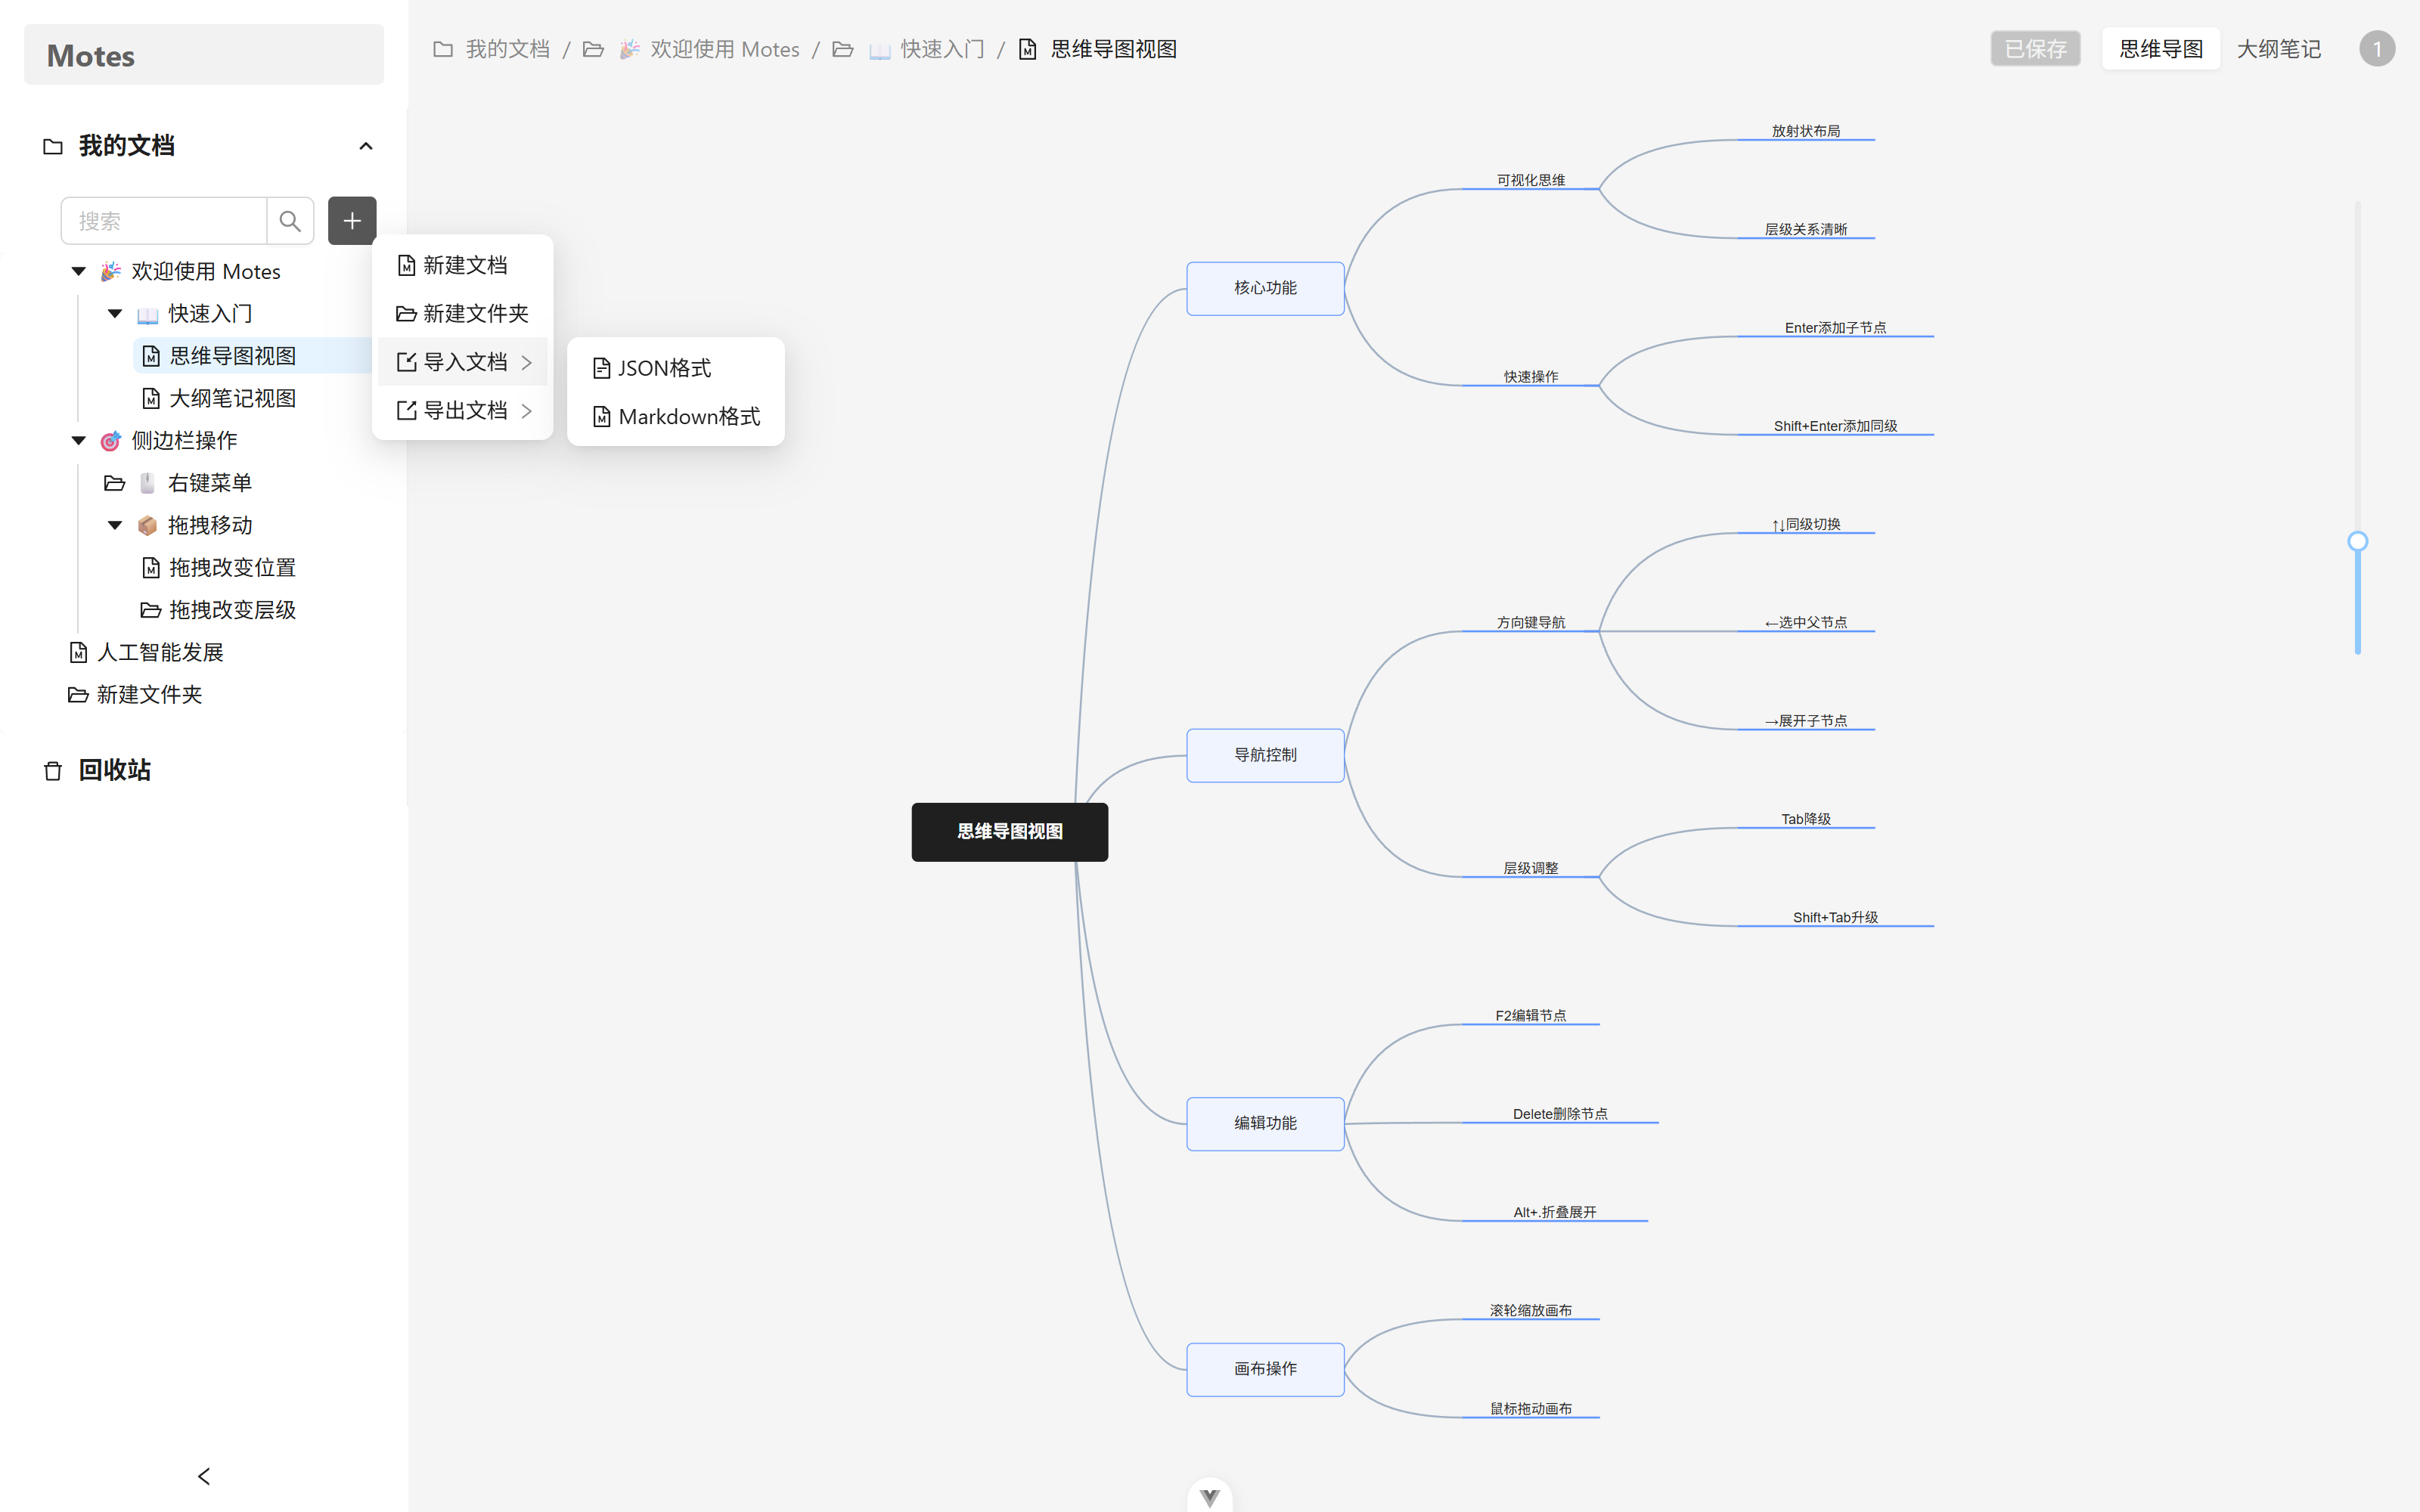 Motes
我的文档 / 🎉 欢迎使用 Motes / 📖 快速入门 / 思维导图视图
已保存
思维导图
大纲笔记
1
我的文档
搜索
🎉 欢迎使用 Motes
📖 快速入门
思维导图视图
大纲笔记视图
🎯 侧边栏操作
🖱️ 右键菜单
📦 拖拽移动
拖拽改变位置
拖拽改变层级
人工智能发展
新建文件夹
回收站
新建文档
新建文件夹
导入文档
导出文档
JSON格式
Markdown格式
思维导图视图
核心功能
可视化思维
放射状布局
层级关系清晰
快速操作
Enter添加子节点
Shift+Enter添加同级
导航控制
方向键导航
↑↓同级切换
←选中父节点
→展开子节点
层级调整
Tab降级
Shift+Tab升级
编辑功能
F2编辑节点
Delete删除节点
Alt+.折叠展开
画布操作
滚轮缩放画布
鼠标拖动画布